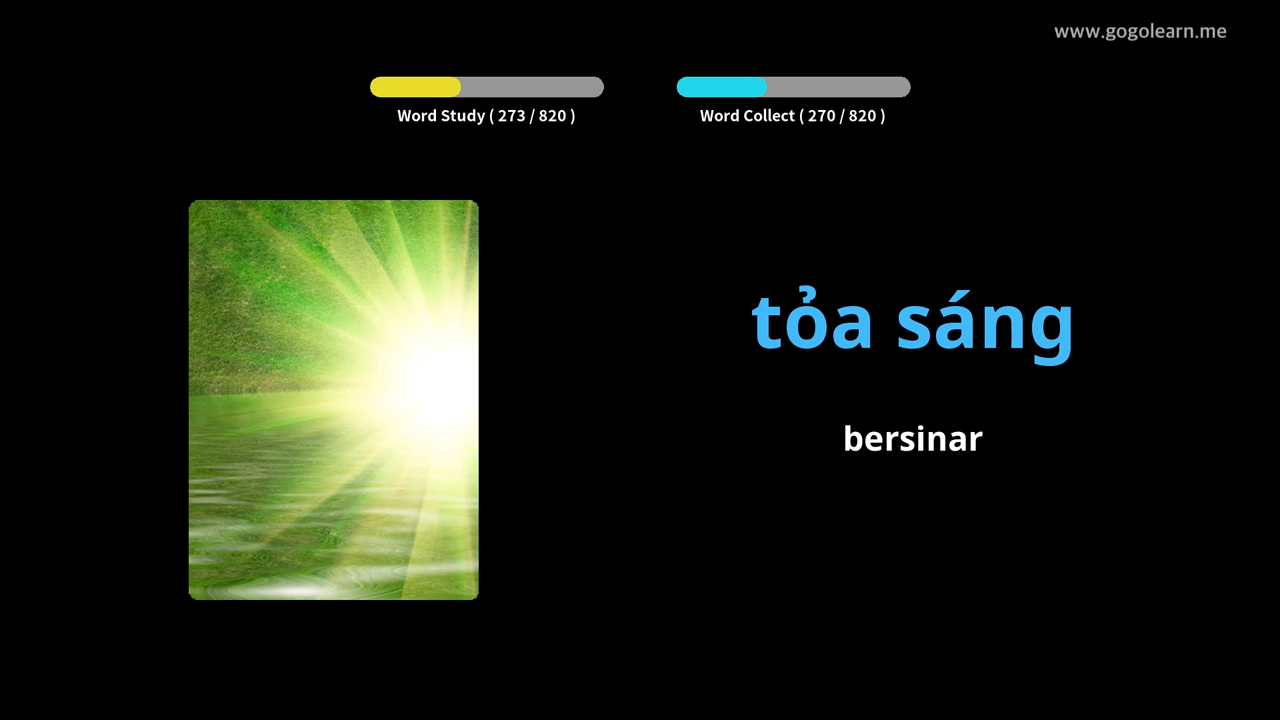 www.gogolearn.me
Word Study ( 273 / 820 )
Word Collect ( 270 / 820 )
tỏa sáng
bersinar